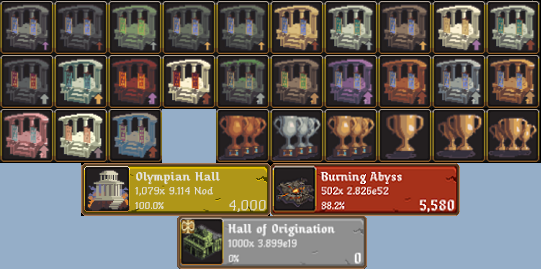 Olympian Hall
1,079x 9.114 Nod
100.0%
4,000
Burning Abyss
502x 2.826e52
88.2%
5,580
Hall of Origination
1000x 3.899e19
0%
0